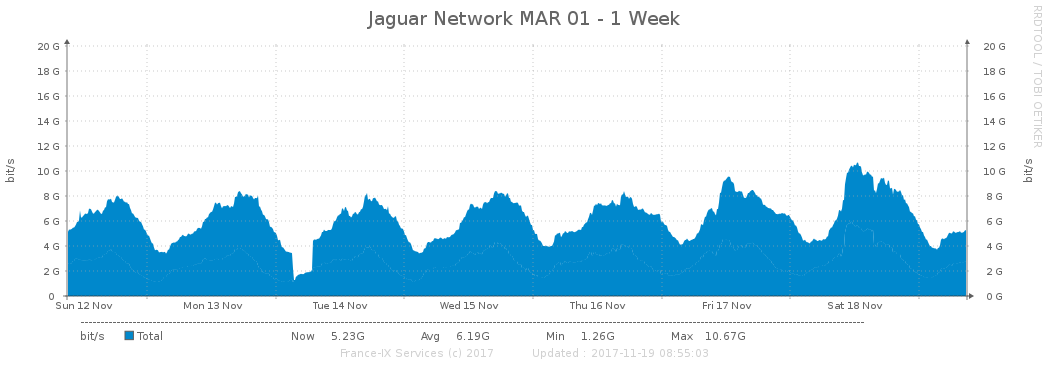 Jaguar Network MAR 01 - 1 Week
RRDTOOL / TOBI OETIKER
bit/s
20 G 20 G
18 G 18 G
16 G 16 G
14 G 14 G
12 G 12 G
10 G 10 G
8 G 8 G
6 G 6 G
4 G 4 G
2 G 2 G
0 0 G
bit/s
Sun 12 Nov Mon 13 Nov Tue 14 Nov Wed 15 Nov Thu 16 Nov Fri 17 Nov Sat 18 Nov
bit/s Total Now 5.23G Avg 6.19G Min 1.26G Max 10.67G
France-IX Services (c) 2017 Updated : 2017-11-19 08:55:03